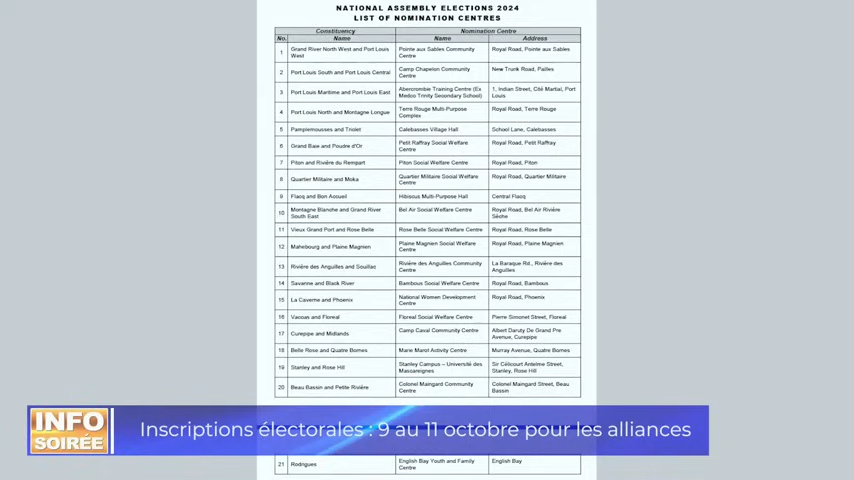 NATIONAL ASSEMBLY ELECTIONS 2024
LIST OF NOMINATION CENTRES
Constituency Nomination Centre
No. Name Name Address
1 Grand River North West and Port Louis West Pointe aux Sables Community Centre Royal Road, Pointe aux Sables
2 Port Louis South and Port Louis Central Camp Chapelon Community Centre New Trunk Road, Pailles
3 Port Louis Maritime and Port Louis East Abercrombie Training Centre (Ex Medco Trinity Secondary School) 1, Indian Street, Cité Martial, Port Louis
4 Port Louis North and Montagne Longue Terre Rouge Multi-Purpose Complex Royal Road, Terre Rouge
5 Pamplemousses and Triolet Calebasses Village Hall School Lane, Calebasses
6 Grand Baie and Poudre d'Or Petit Raffray Social Welfare Centre Royal Road, Petit Raffray
7 Piton and Rivière du Rempart Piton Social Welfare Centre Royal Road, Piton
8 Quartier Militaire and Moka Quartier Militaire Social Welfare Centre Royal Road, Quartier Militaire
9 Flacq and Bon Accueil Hibiscus Multi-Purpose Hall Central Flacq
10 Montagne Blanche and Grand River South East Bel Air Social Welfare Centre Royal Road, Bel Air Rivière Sèche
11 Vieux Grand Port and Rose Belle Rose Belle Social Welfare Centre Royal Road, Rose Belle
12 Mahebourg and Plaine Magnien Plaine Magnien Social Welfare Centre Royal Road, Plaine Magnien
13 Rivière des Anguilles and Souillac Rivière des Anguilles Community Centre La Baraque Rd., Rivière des Anguilles
14 Savanne and Black River Bambous Social Welfare Centre Royal Road, Bambous
15 La Caverne and Phoenix National Women Development Centre Royal Road, Phoenix
16 Vacoas and Floreal Floreal Social Welfare Centre Pierre Simonet Street, Floreal
17 Curepipe and Midlands Camp Caval Community Centre Albert Daruty De Grand Pre Avenue, Curepipe
18 Belle Rose and Quatre Bornes Marie Marot Activity Centre Murray Avenue, Quatre Bornes
19 Stanley and Rose Hill Stanley Campus – Université des Mascareignes Sir Célicourt Antelme Street, Stanley, Rose Hill
20 Beau Bassin and Petite Rivière Colonel Maingard Community Centre Colonel Maingard Street, Beau Bassin
INFO SOIRÉE
Inscriptions électorales : 9 au 11 octobre pour les alliances
21 Rodrigues English Bay Youth and Family Centre English Bay